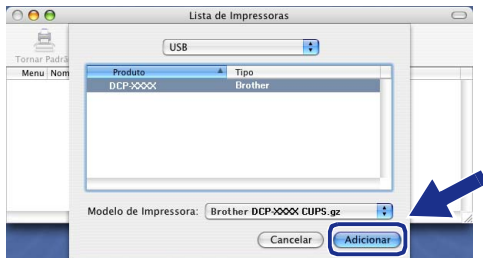 Lista de Impressoras
USB
Tornar Padrã
Menu Nom
Produto Tipo
DCP-XXXX Brother
Modelo de Impressora: Brother DCP-XXXX CUPS.gz
Cancelar Adicionar